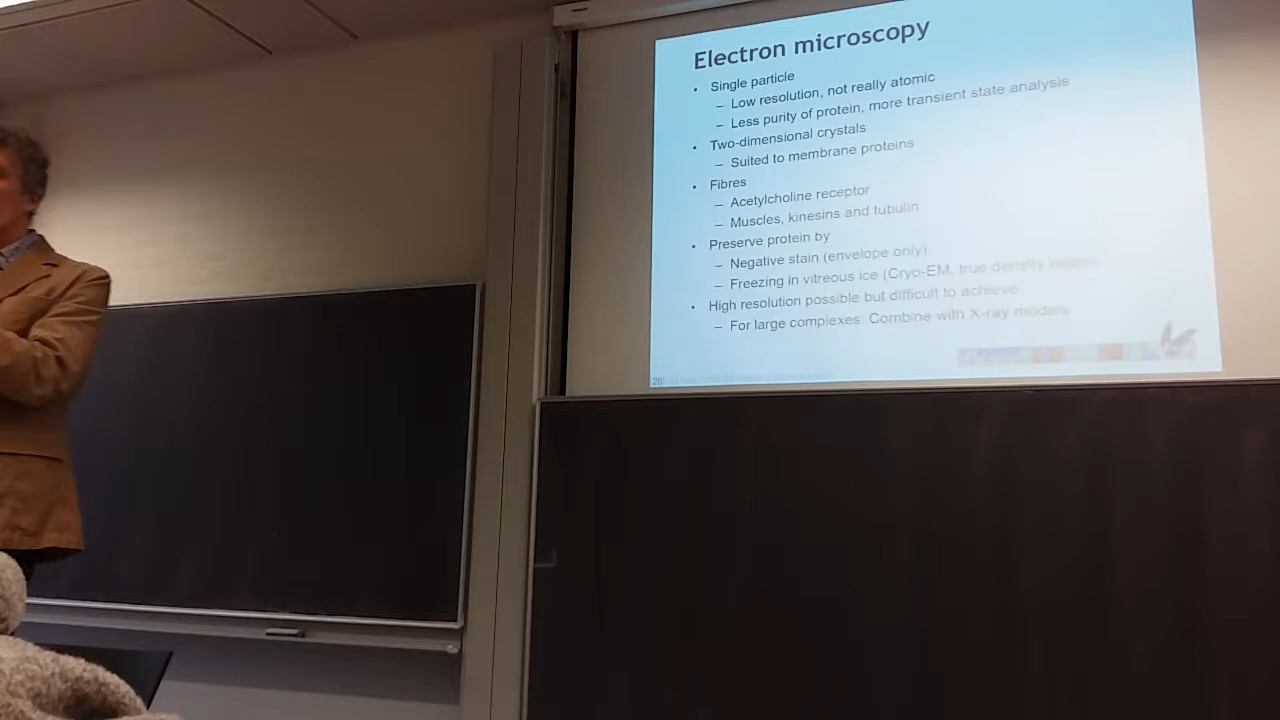 Electron microscopy
• Single particle
– Low resolution, not really atomic
– Less purity of protein, more transient state analysis
• Two-dimensional crystals
– Suited to membrane proteins
• Fibres
– Acetylcholine receptor
– Muscles, kinesins and tubulin
• Preserve protein by
– Negative stain (envelope only)
– Freezing in vitreous ice (Cryo-EM, true density
• High resolution possible but difficult to achieve
– For large complexes: Combine with X-ray models
26